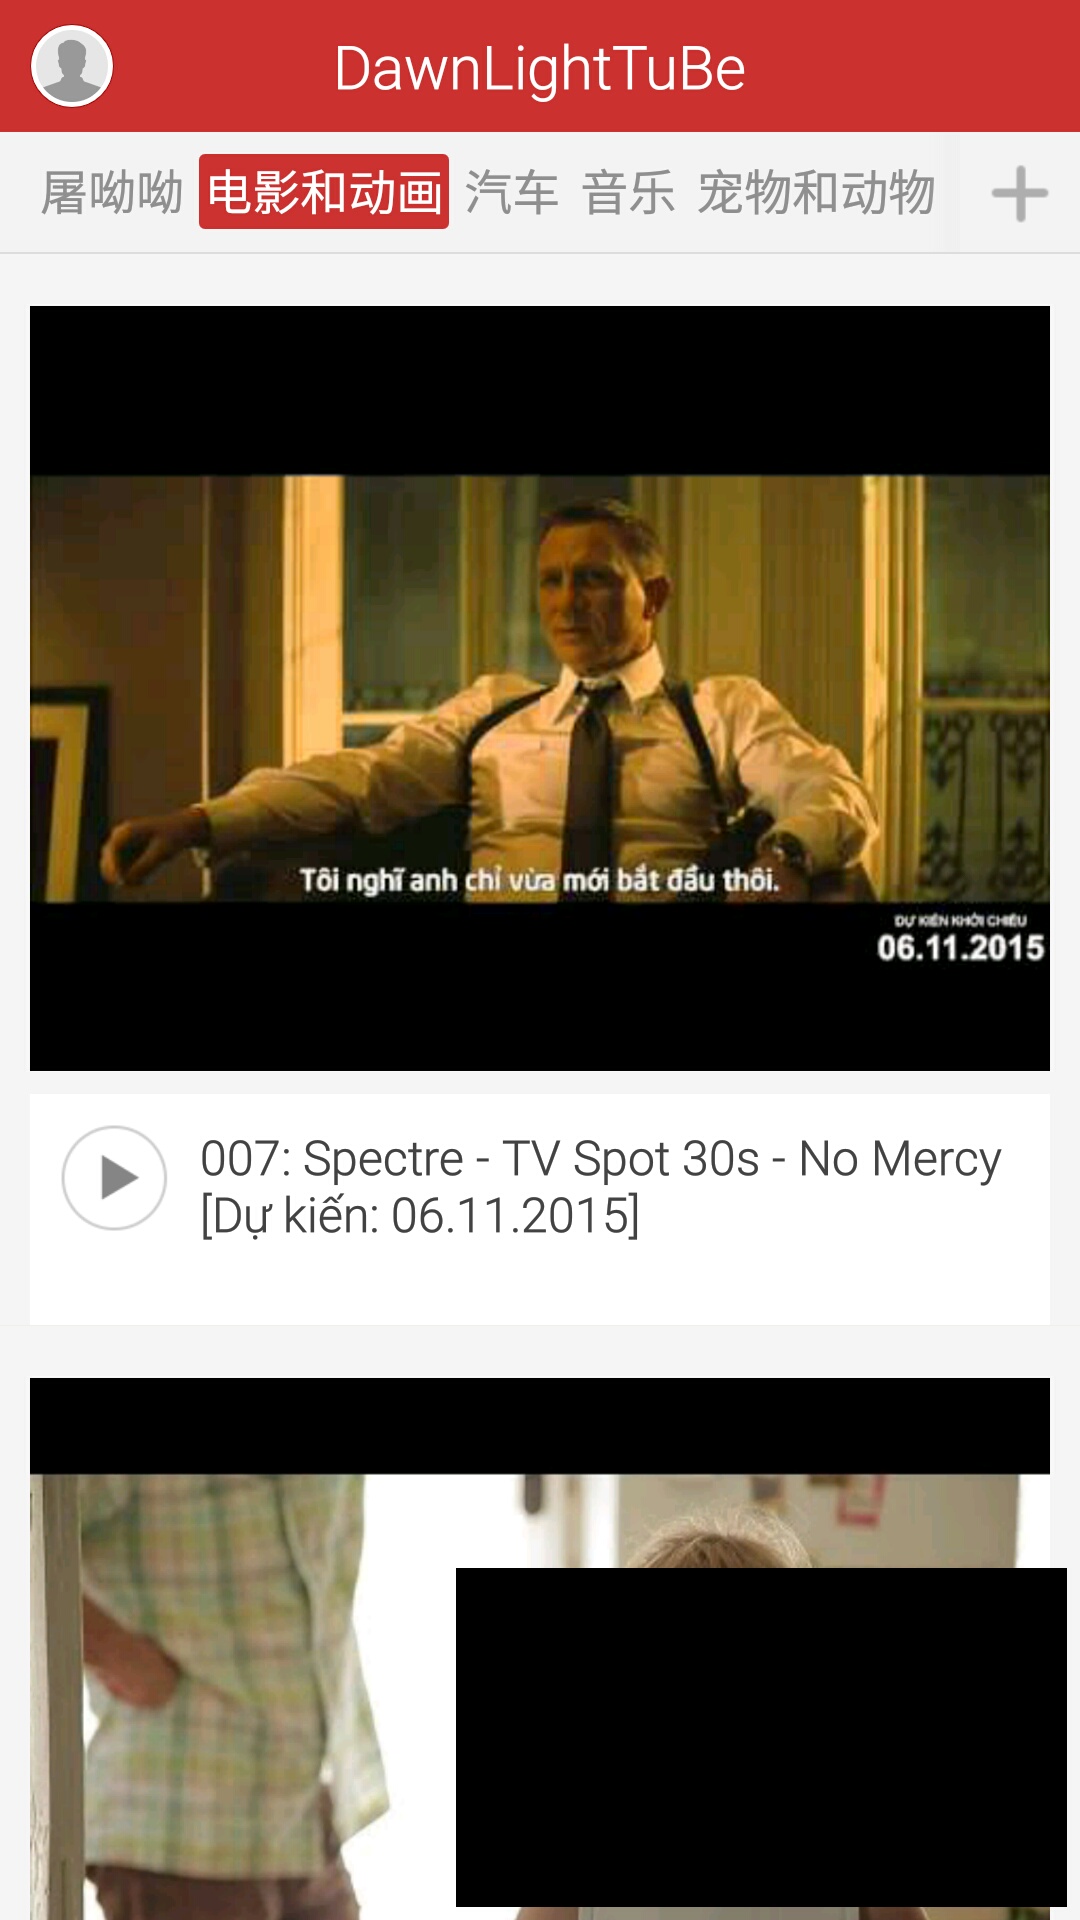 DawnLightTuBe
屠呦呦 电影和动画 汽车 音乐 宠物和动物
Tôi nghĩ anh chỉ vừa mới bắt đầu thôi.
DỰ KIẾN KHỞI CHIẾU
06.11.2015
007: Spectre - TV Spot 30s - No Mercy
[Dự kiến: 06.11.2015]